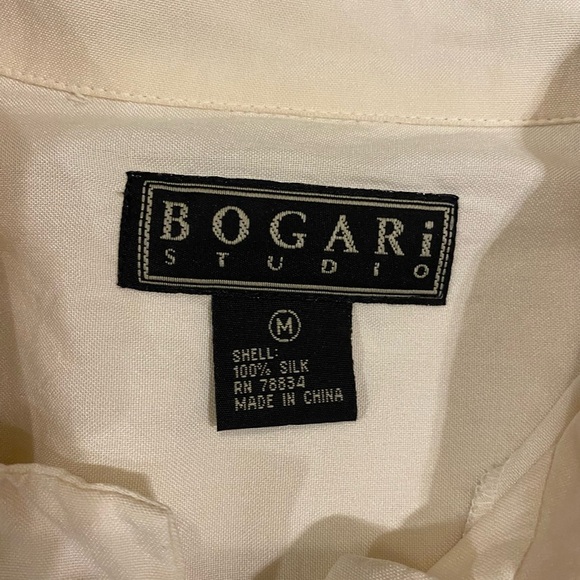 BOGARi
STUDIO
M
SHELL:
100% SILK
RN 78834
MADE IN CHINA